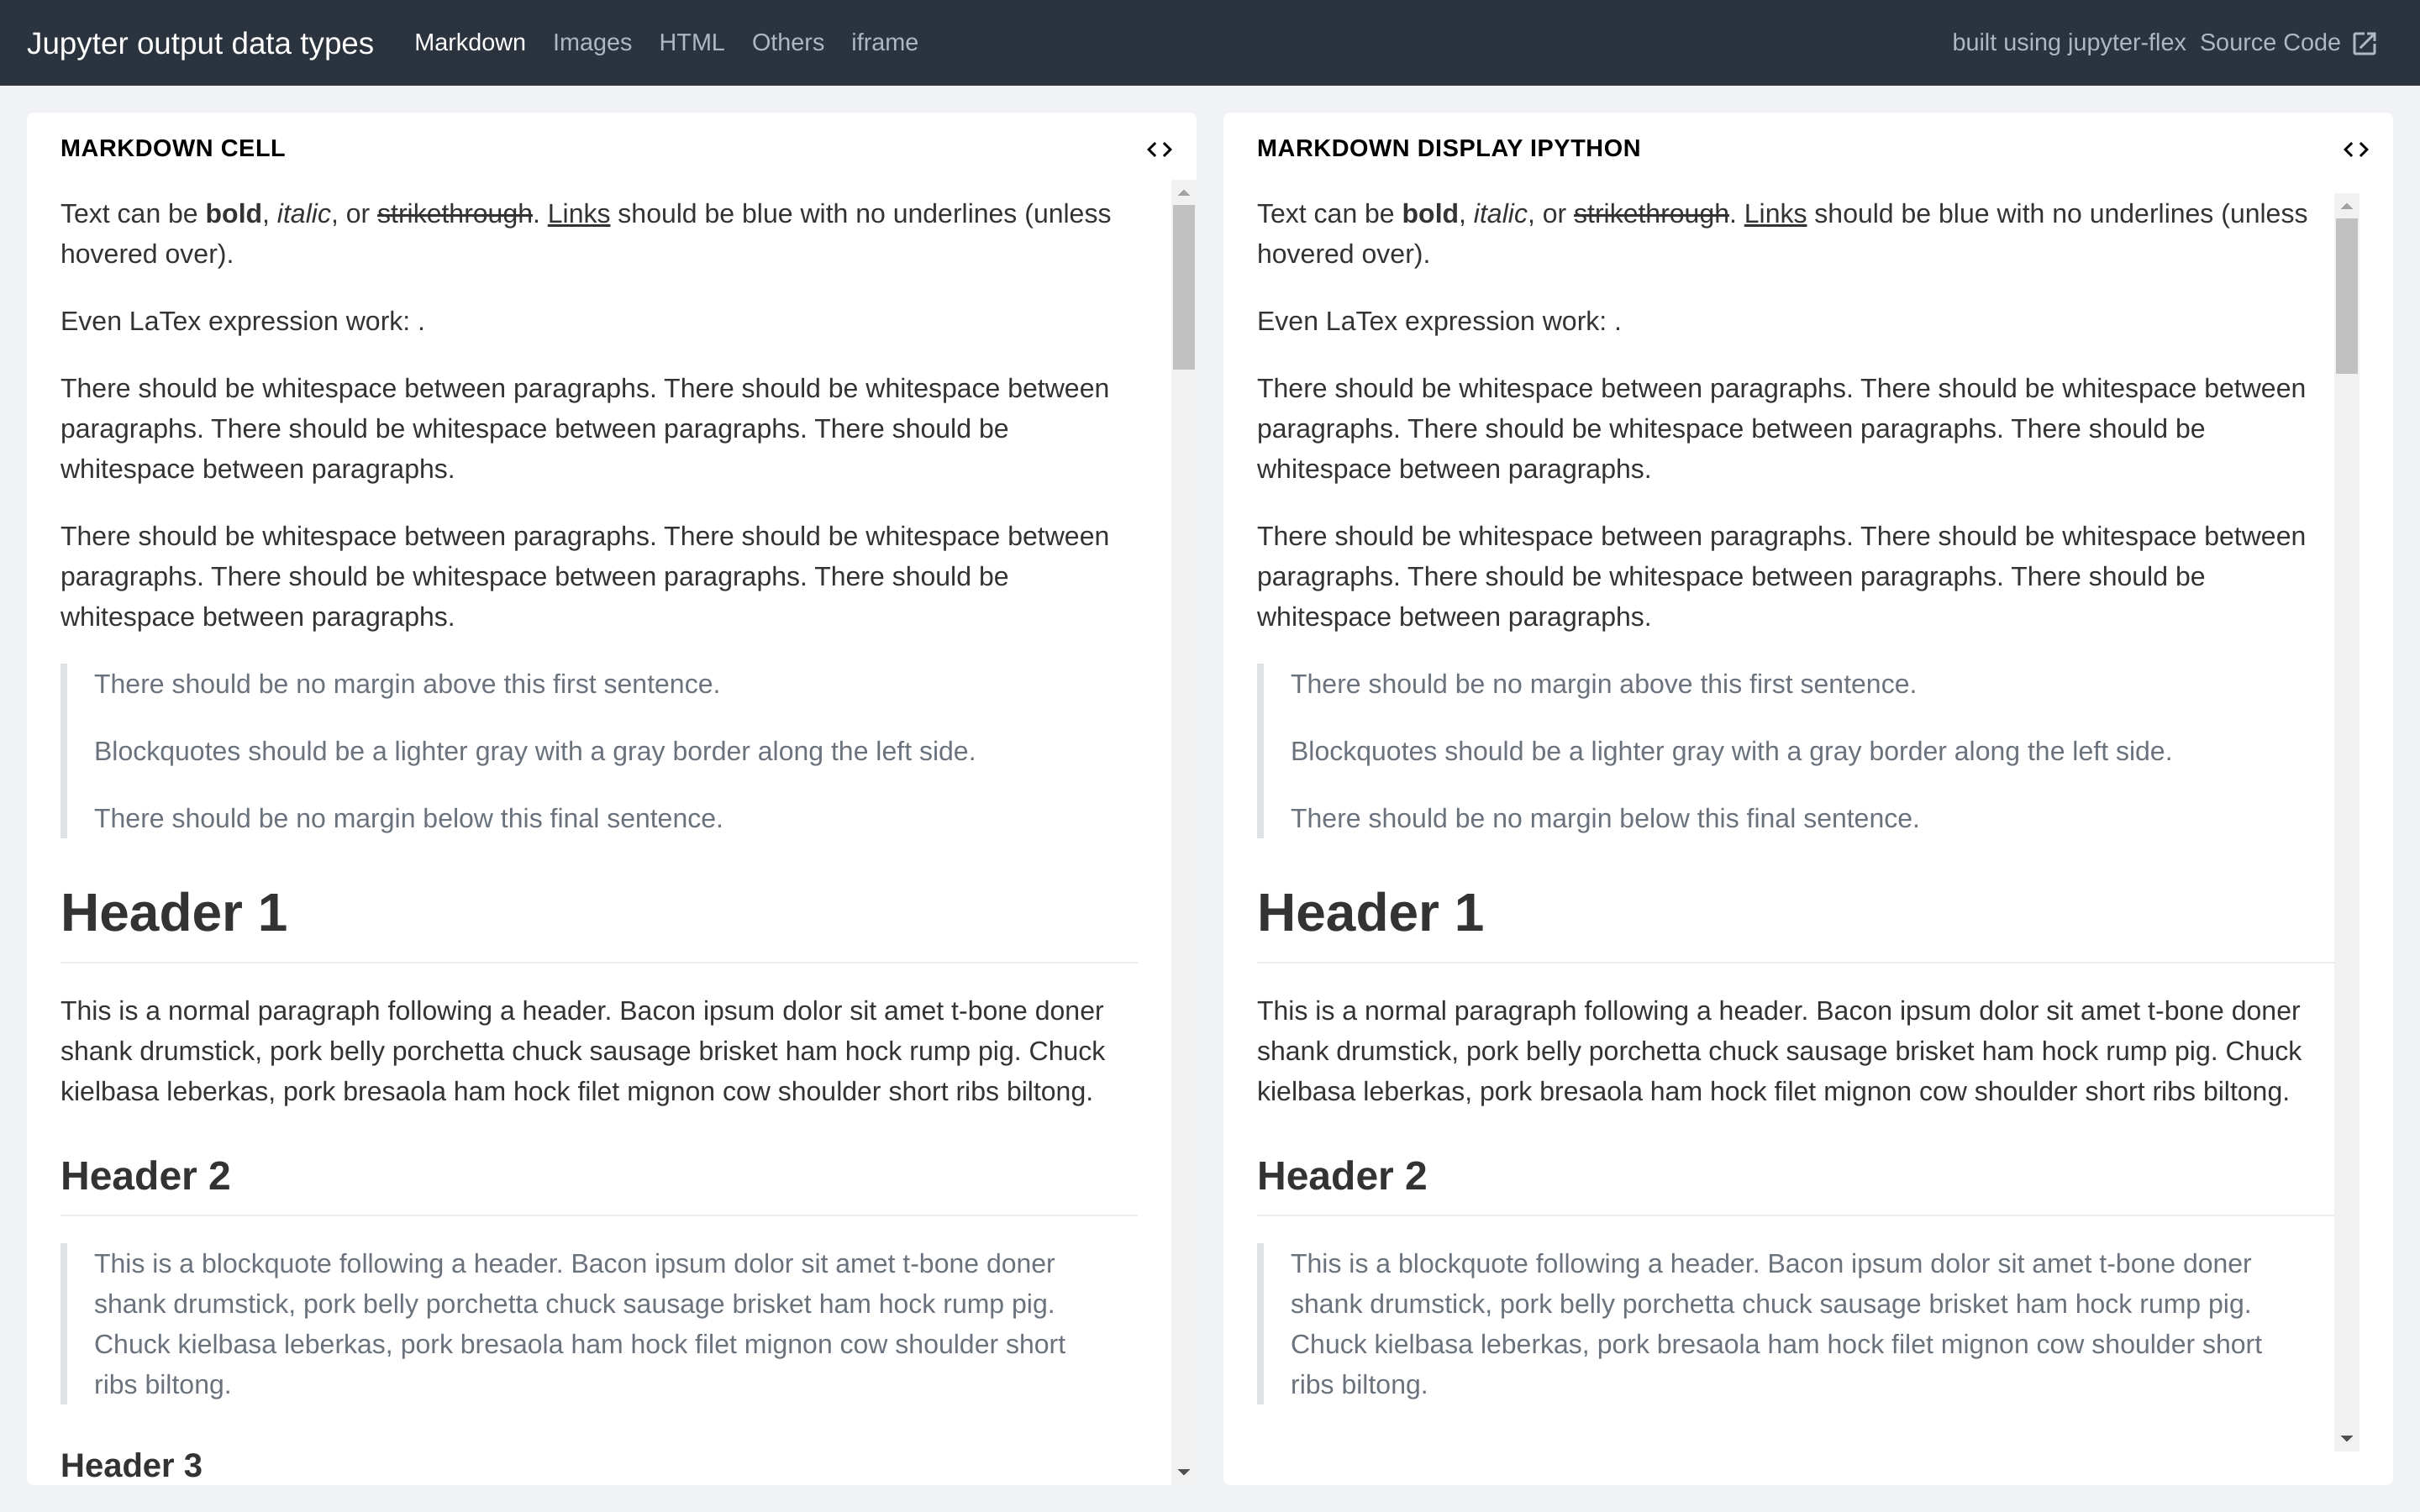 Jupyter output data types Markdown Images HTML Others iframe built using jupyter-flex Source Code
MARKDOWN CELL
Text can be bold, italic, or strikethrough. Links should be blue with no underlines (unless
hovered over).
Even LaTex expression work: .
There should be whitespace between paragraphs. There should be whitespace between
paragraphs. There should be whitespace between paragraphs. There should be
whitespace between paragraphs.
There should be whitespace between paragraphs. There should be whitespace between
paragraphs. There should be whitespace between paragraphs. There should be
whitespace between paragraphs.
There should be no margin above this first sentence.
Blockquotes should be a lighter gray with a gray border along the left side.
There should be no margin below this final sentence.
Header 1
This is a normal paragraph following a header. Bacon ipsum dolor sit amet t-bone doner
shank drumstick, pork belly porchetta chuck sausage brisket ham hock rump pig. Chuck
kielbasa leberkas, pork bresaola ham hock filet mignon cow shoulder short ribs biltong.
Header 2
This is a blockquote following a header. Bacon ipsum dolor sit amet t-bone doner
shank drumstick, pork belly porchetta chuck sausage brisket ham hock rump pig.
Chuck kielbasa leberkas, pork bresaola ham hock filet mignon cow shoulder short
ribs biltong.
Header 3
MARKDOWN DISPLAY IPYTHON
Text can be bold, italic, or strikethrough. Links should be blue with no underlines (unless
hovered over).
Even LaTex expression work: .
There should be whitespace between paragraphs. There should be whitespace between
paragraphs. There should be whitespace between paragraphs. There should be
whitespace between paragraphs.
There should be whitespace between paragraphs. There should be whitespace between
paragraphs. There should be whitespace between paragraphs. There should be
whitespace between paragraphs.
There should be no margin above this first sentence.
Blockquotes should be a lighter gray with a gray border along the left side.
There should be no margin below this final sentence.
Header 1
This is a normal paragraph following a header. Bacon ipsum dolor sit amet t-bone doner
shank drumstick, pork belly porchetta chuck sausage brisket ham hock rump pig. Chuck
kielbasa leberkas, pork bresaola ham hock filet mignon cow shoulder short ribs biltong.
Header 2
This is a blockquote following a header. Bacon ipsum dolor sit amet t-bone doner
shank drumstick, pork belly porchetta chuck sausage brisket ham hock rump pig.
Chuck kielbasa leberkas, pork bresaola ham hock filet mignon cow shoulder short
ribs biltong.